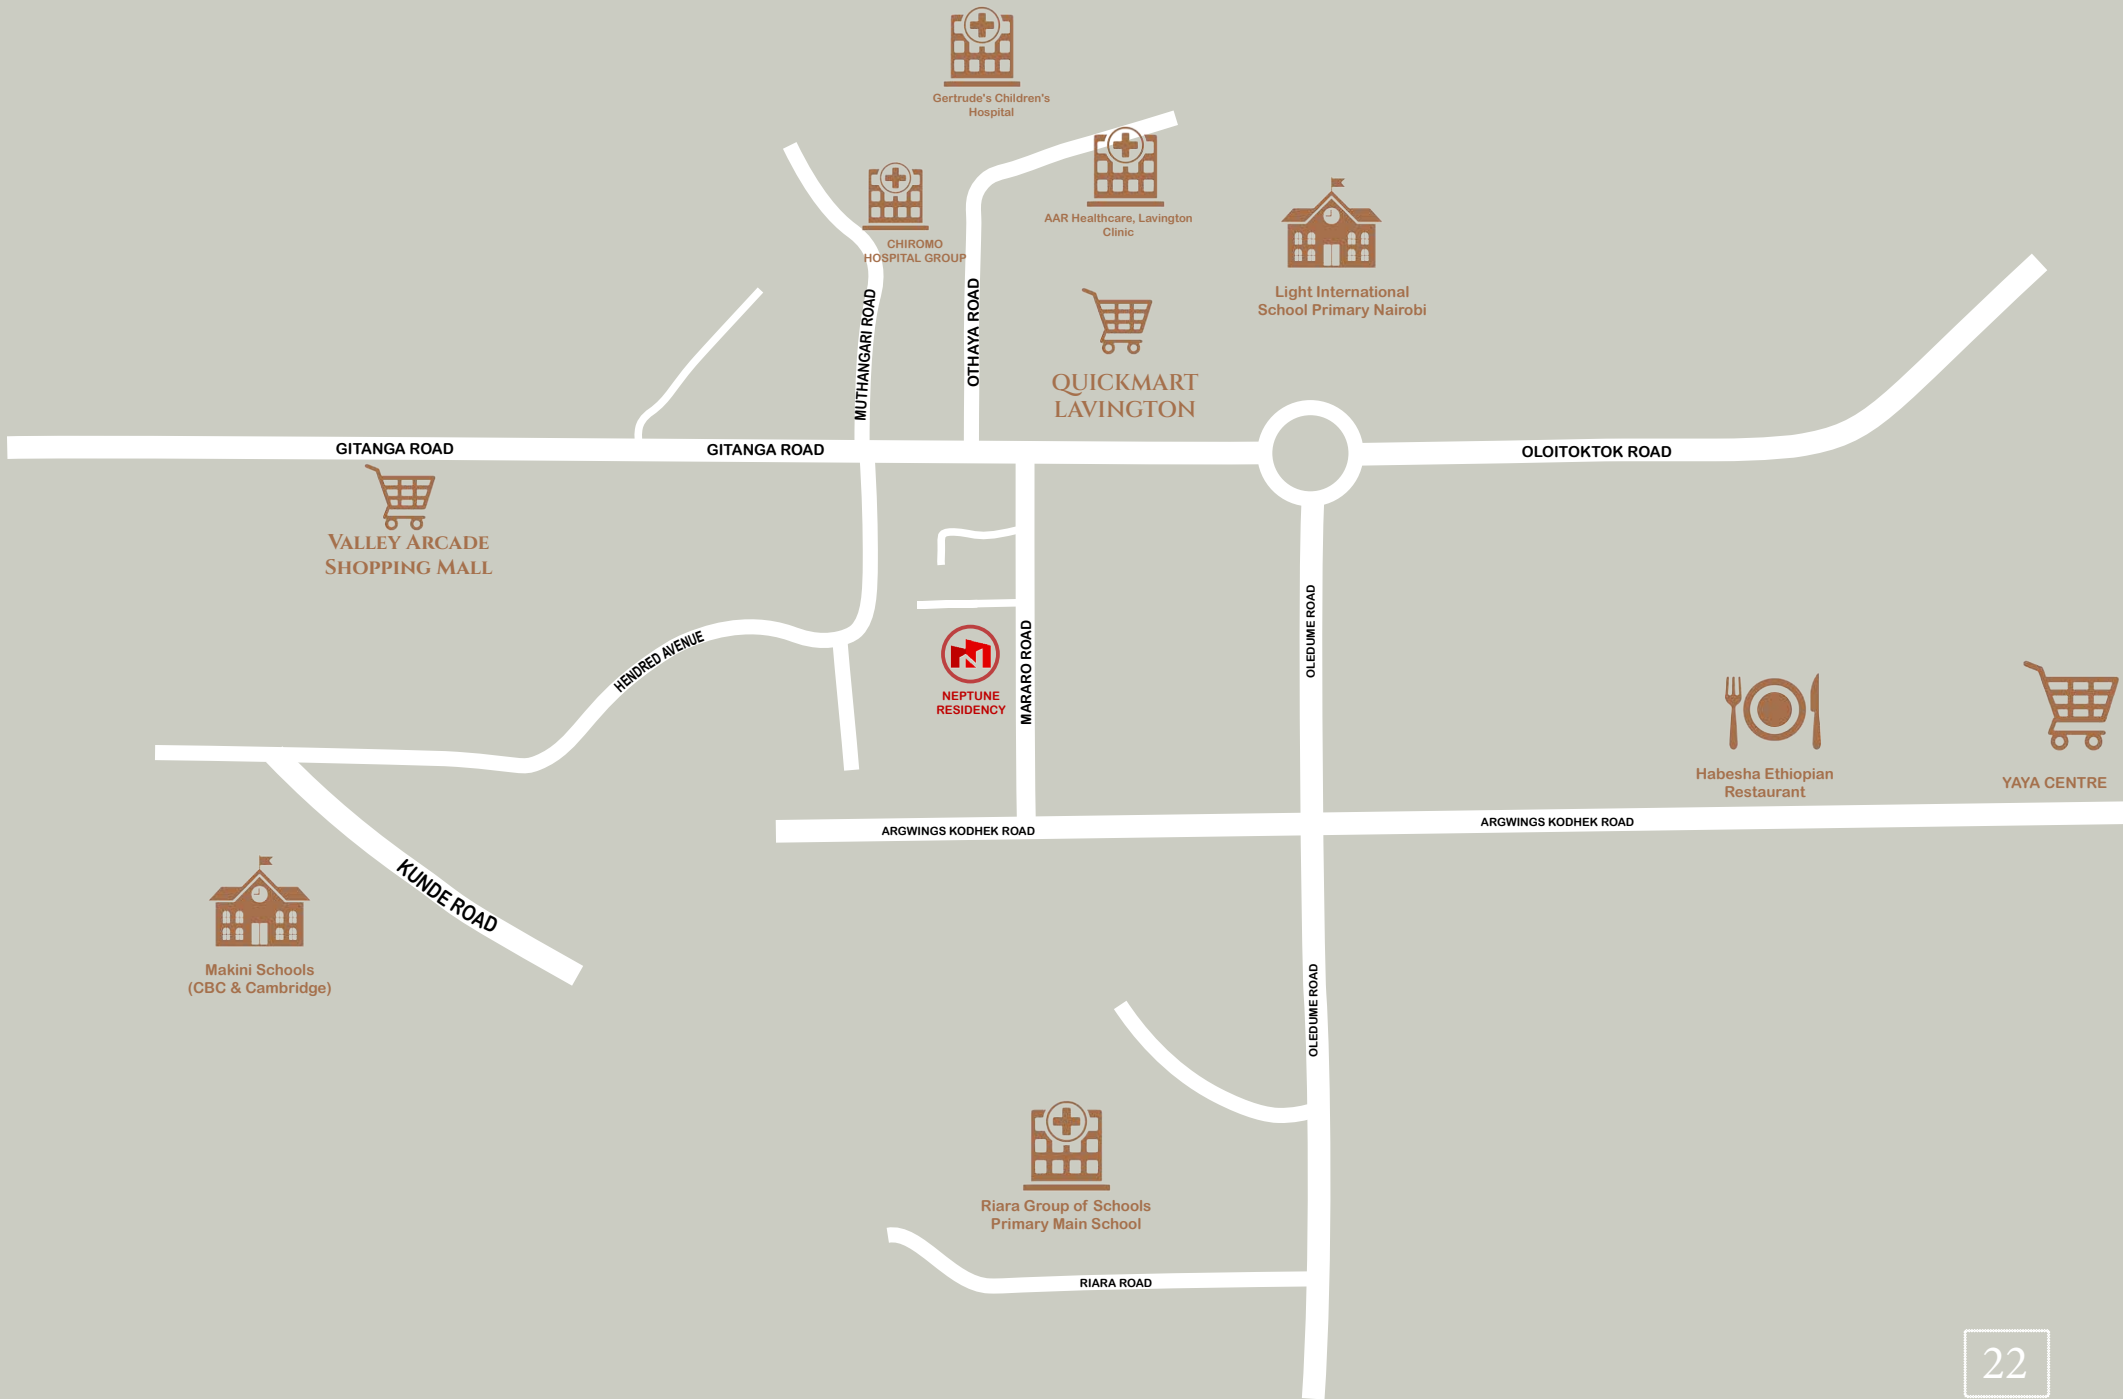 Gertrude's Children's
Hospital
AAR Healthcare, Lavington
Clinic
CHIROMO
HOSPITAL GROUP
Light International
School Primary Nairobi
MUTHANGARI ROAD
OTHAYA ROAD
QUICKMART
LAVINGTON
GITANGA ROAD
GITANGA ROAD
OLOITOKTOK ROAD
VALLEY ARCADE
SHOPPING MALL
HENDRED AVENUE
NEPTUNE
RESIDENCY
MARARO ROAD
OLEDUME ROAD
Habesha Ethiopian
Restaurant
YAYA CENTRE
ARGWINGS KODHEK ROAD
ARGWINGS KODHEK ROAD
KUNDE ROAD
Makini Schools
(CBC & Cambridge)
OLEDUME ROAD
Riara Group of Schools
Primary Main School
RIARA ROAD
22